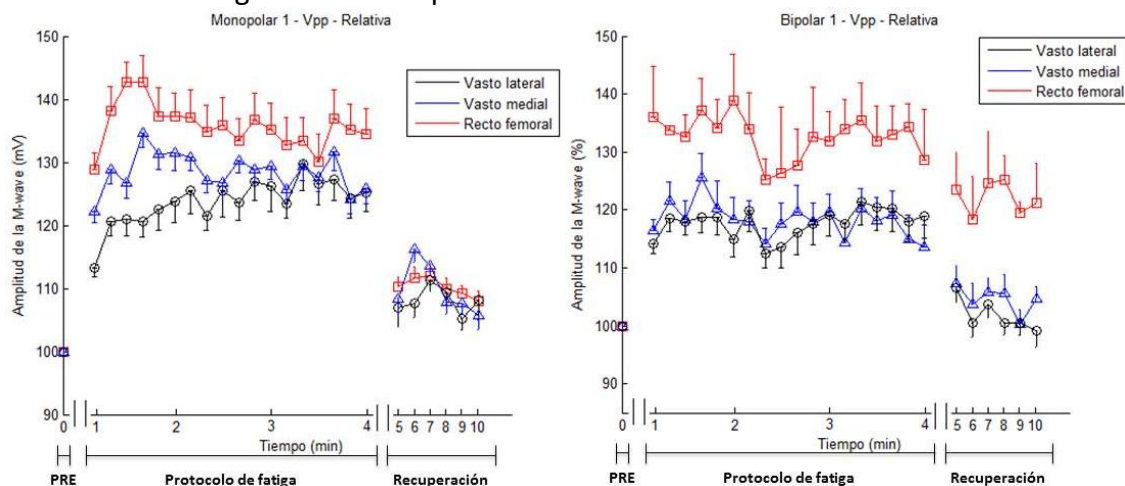 Monopolar 1 - Vpp - Relativa
Amplitud de la M-wave (mV)
150
140
130
120
110
100
90
Vasto lateral
Vasto medial
Recto femoral
0
1
2
3
4
5
6
7
8
9
10
Tiempo (min)
PRE
Protocolo de fatiga
Recuperación
Bipolar 1 - Vpp - Relativa
Amplitud de la M-wave (%)
150
140
130
120
110
100
90
Vasto lateral
Vasto medial
Recto femoral
0
1
2
3
4
5
6
7
8
9
10
Tiempo (min)
PRE
Protocolo de fatiga
Recuperación